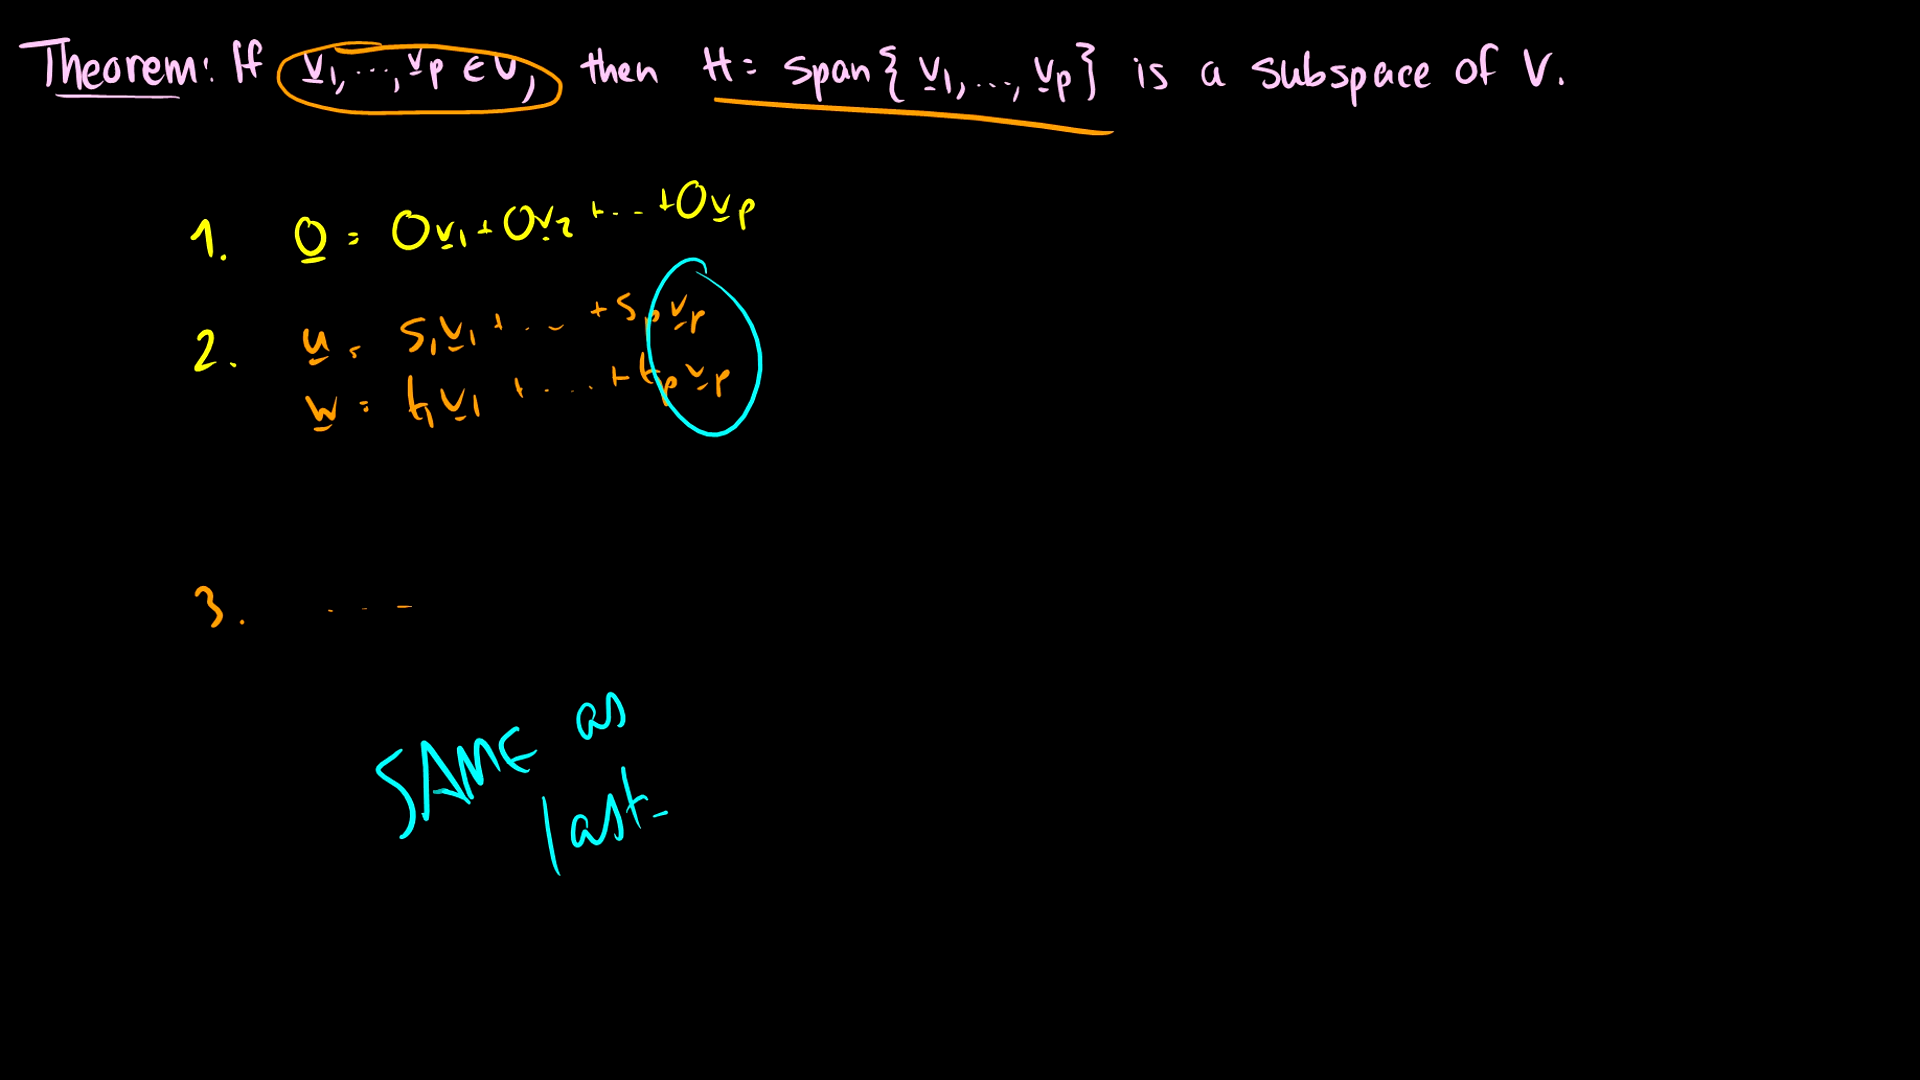 Theorem: If v1, ..., vp ∈ V, then H = span{ v1, ..., vp } is a subspace of V.
1. 0 = 0v1 + 0v2 + ... + 0vp
2. u = s1v1 + ... + spvp
w = t1v1 + ... + tpvp
3. ...
SAME as
last.